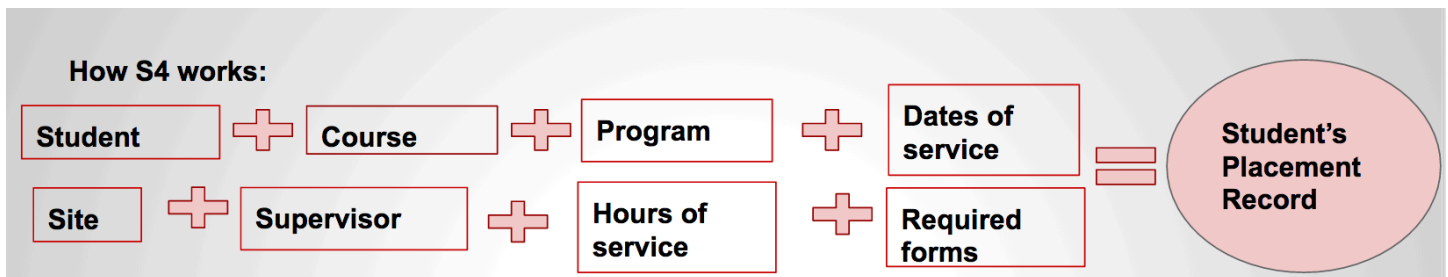 How S4 works:
Student
Course
Program
Dates of
service
Site
Supervisor
Hours of
service
Required
forms
Student’s
Placement
Record